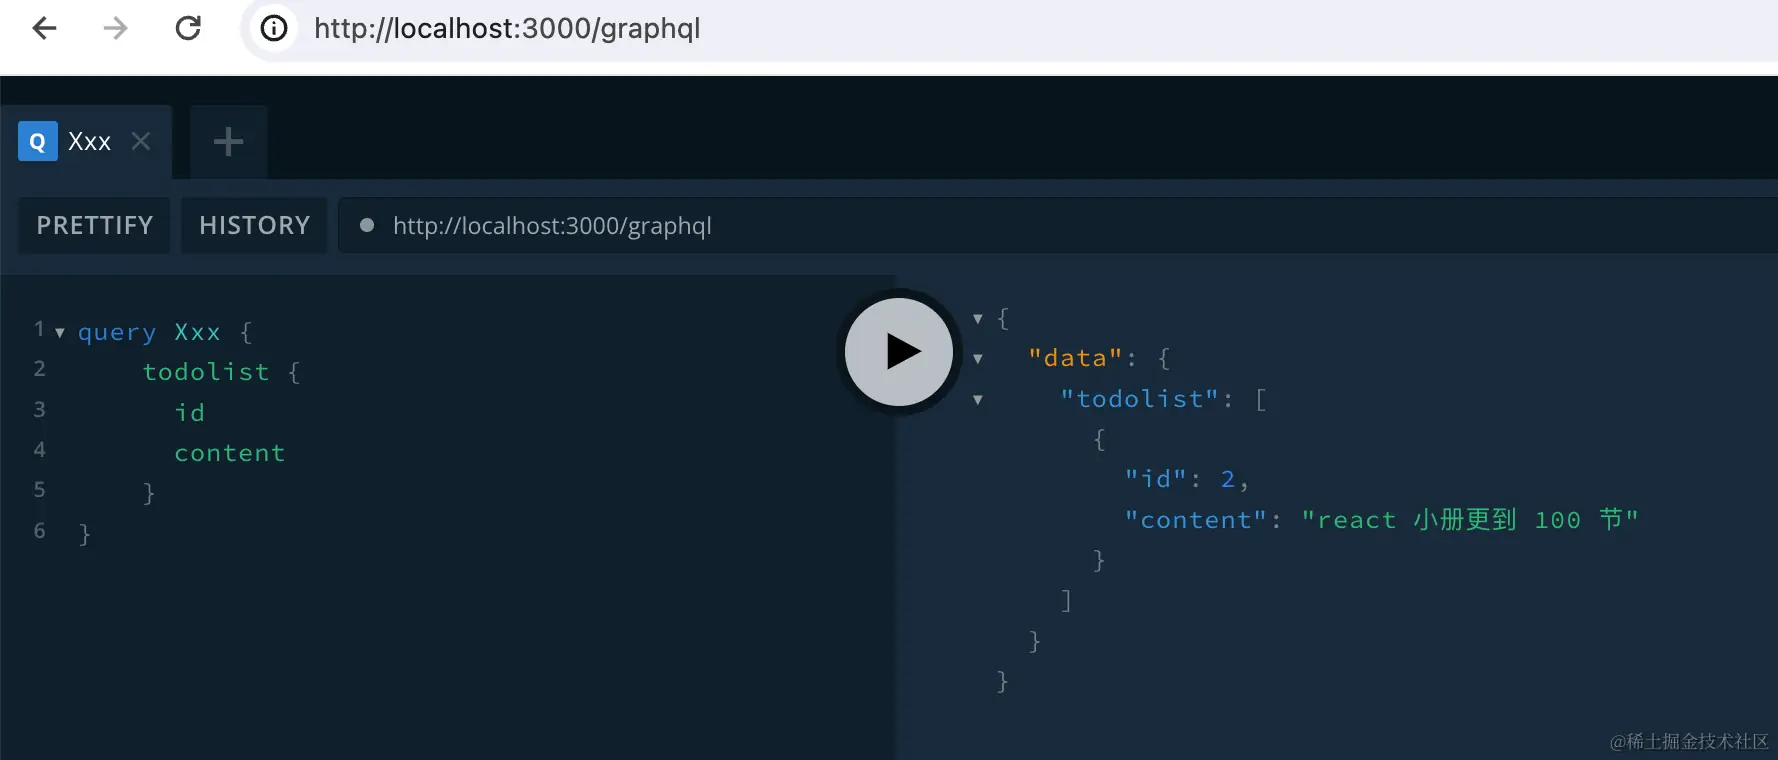 http://localhost:3000/graphql
Q Xxx
PRETTIFY HISTORY http://localhost:3000/graphql
1 query Xxx {
2 todolist {
3 id
4 content
5 }
6 }
{
"data": {
"todolist": [
{
"id": 2,
"content": "react 小册更到 100 节"
}
]
}
}
@稀土掘金技术社区